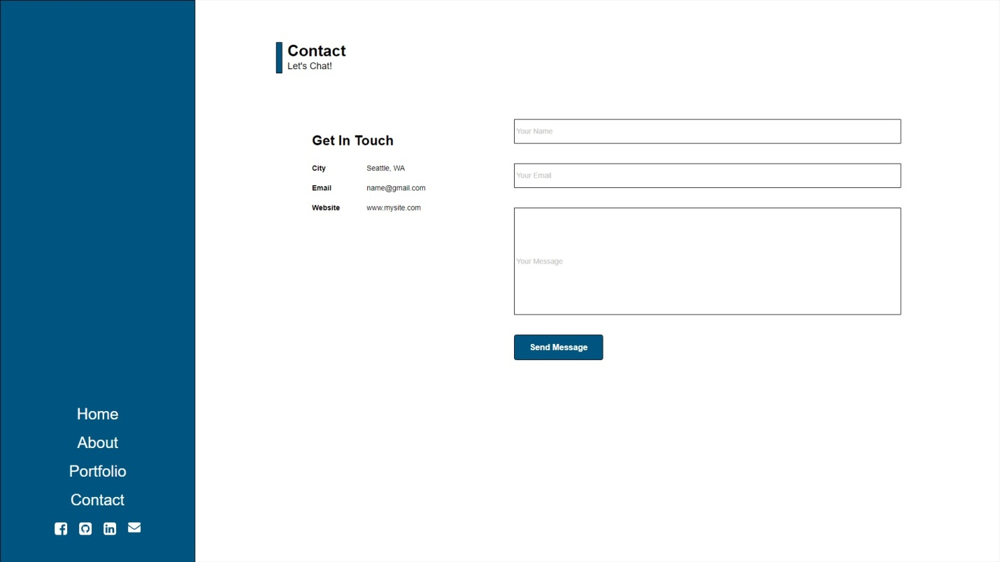 Contact
Let's Chat!
Get In Touch
City Seattle, WA
Email name@gmail.com
Website www.mysite.com
Your Name
Your Email
Your Message
Send Message
Home
About
Portfolio
Contact